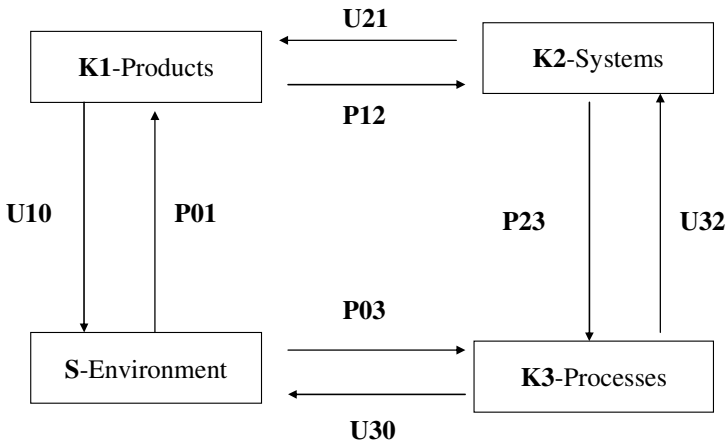 U21
K1-Products
K2-Systems
P12
U10
P01
P23
U32
P03
S-Environment
K3-Processes
U30